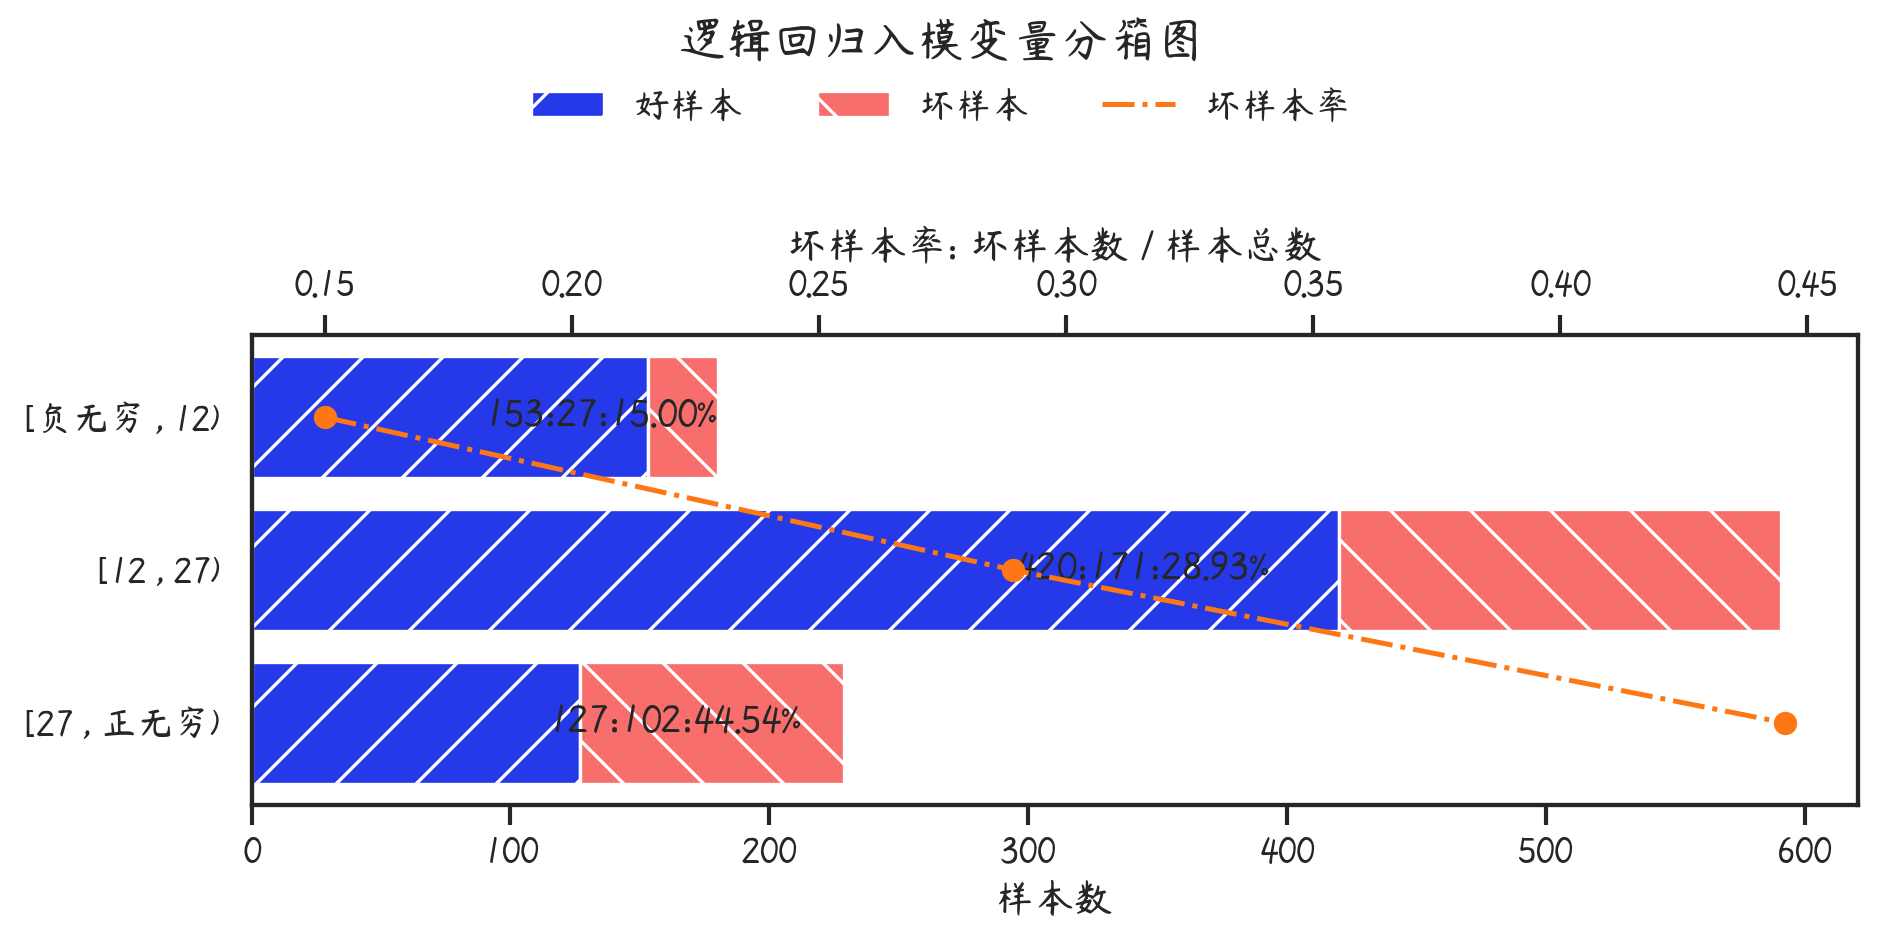 逻辑回归入模变量分箱图
好样本 坏样本 坏样本率
坏样本率: 坏样本数 / 样本总数
0.15 0.20 0.25 0.30 0.35 0.40 0.45
[负无穷 , 12)
153:27:15.00%
[12 , 27)
420:171:28.93%
[27 , 正无穷)
127:102:44.54%
0 100 200 300 400 500 600
样本数